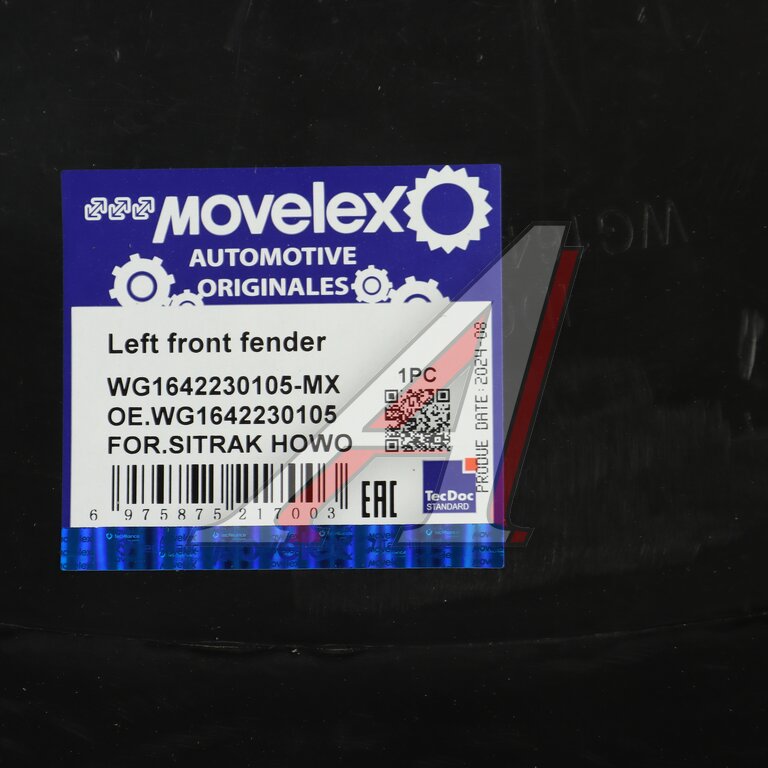 MOVelex
AUTOMOTIVE
ORIGINALES
Left front fender
WG1642230105-MX
1PC
OE.WG1642230105
FOR.SITRAK HOWO
PRODUE DATE: 2024-08
6 975875 217003
EAC
TecDoc
STANDARD